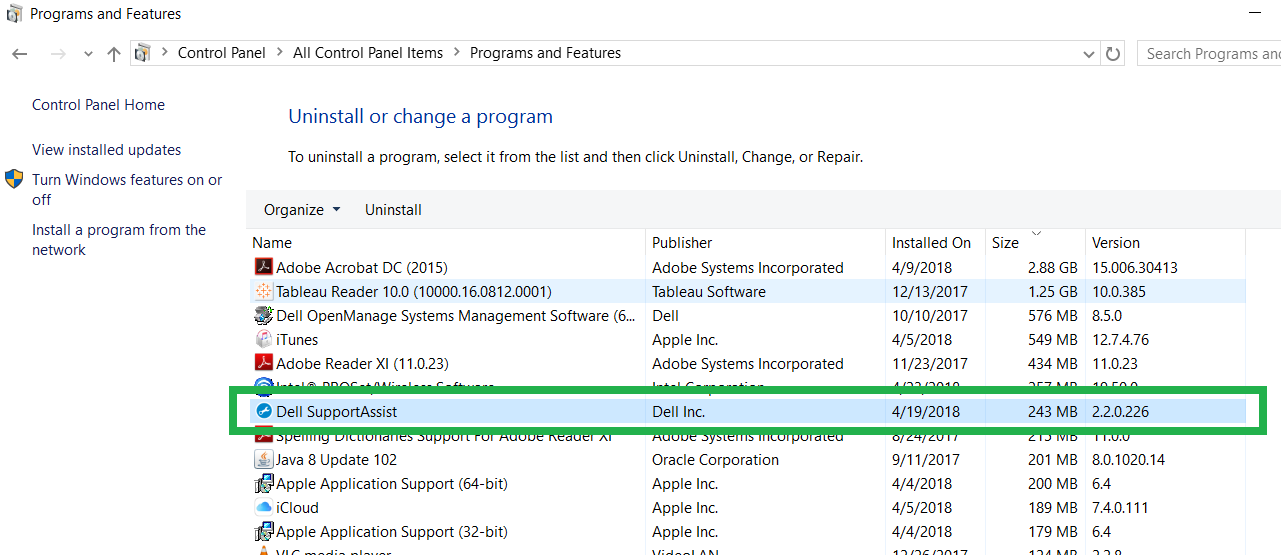 Programs and Features
Control Panel All Control Panel Items Programs and Features
Search Programs and
Control Panel Home
View installed updates
Turn Windows features on or
off
Install a program from the
network
Uninstall or change a program
To uninstall a program, select it from the list and then click Uninstall, Change, or Repair.
Organize Uninstall
Name Publisher Installed On Size Version
Adobe Acrobat DC (2015) Adobe Systems Incorporated 4/9/2018 2.88 GB 15.006.30413
Tableau Reader 10.0 (10000.16.0812.0001) Tableau Software 12/13/2017 1.25 GB 10.0.385
Dell OpenManage Systems Management Software (6... Dell 10/10/2017 576 MB 8.5.0
iTunes Apple Inc. 4/5/2018 549 MB 12.7.4.76
Adobe Reader XI (11.0.23) Adobe Systems Incorporated 11/23/2017 434 MB 11.0.23
Intel® PROSet/Wireless Software Intel Corporation 257 MB
Dell SupportAssist Dell Inc. 4/19/2018 243 MB 2.2.0.226
Spelling Dictionaries Support For Adobe Reader XI Adobe Systems Incorporated 8/24/2017 215 MB 11.0.0
Java 8 Update 102 Oracle Corporation 9/11/2017 201 MB 8.0.1020.14
Apple Application Support (64-bit) Apple Inc. 4/4/2018 200 MB 6.4
iCloud Apple Inc. 4/5/2018 189 MB 7.4.0.111
Apple Application Support (32-bit) Apple Inc. 4/4/2018 179 MB 6.4
VLC media player VideoLAN 12/26/2017 124 MB 2.2.8